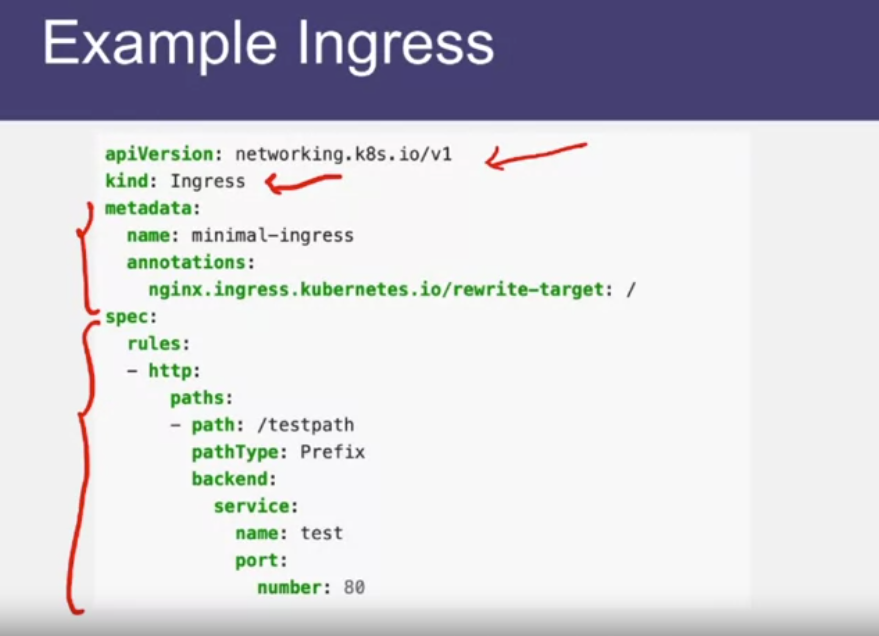 Example Ingress
apiVersion: networking.k8s.io/v1
kind: Ingress
metadata:
  name: minimal-ingress
  annotations:
    nginx.ingress.kubernetes.io/rewrite-target: /
spec:
  rules:
  - http:
      paths:
      - path: /testpath
        pathType: Prefix
        backend:
          service:
            name: test
            port:
              number: 80